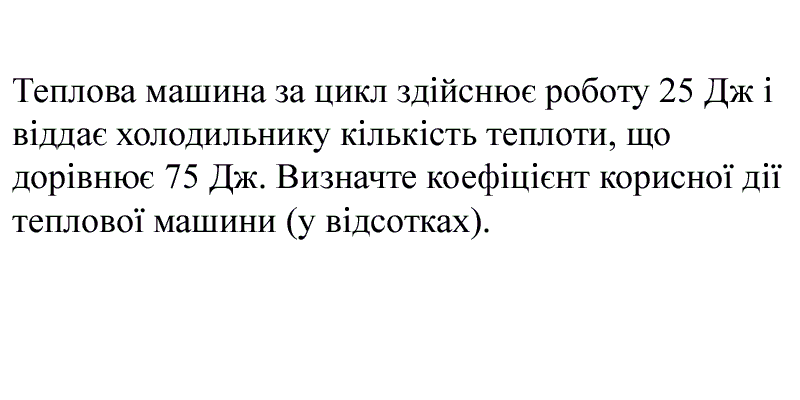 Теплова машина за цикл здійснює роботу 25 Дж і
віддає холодильнику кількість теплоти, що
дорівнює 75 Дж. Визначте коефіцієнт корисної дії
теплової машини (у відсотках).